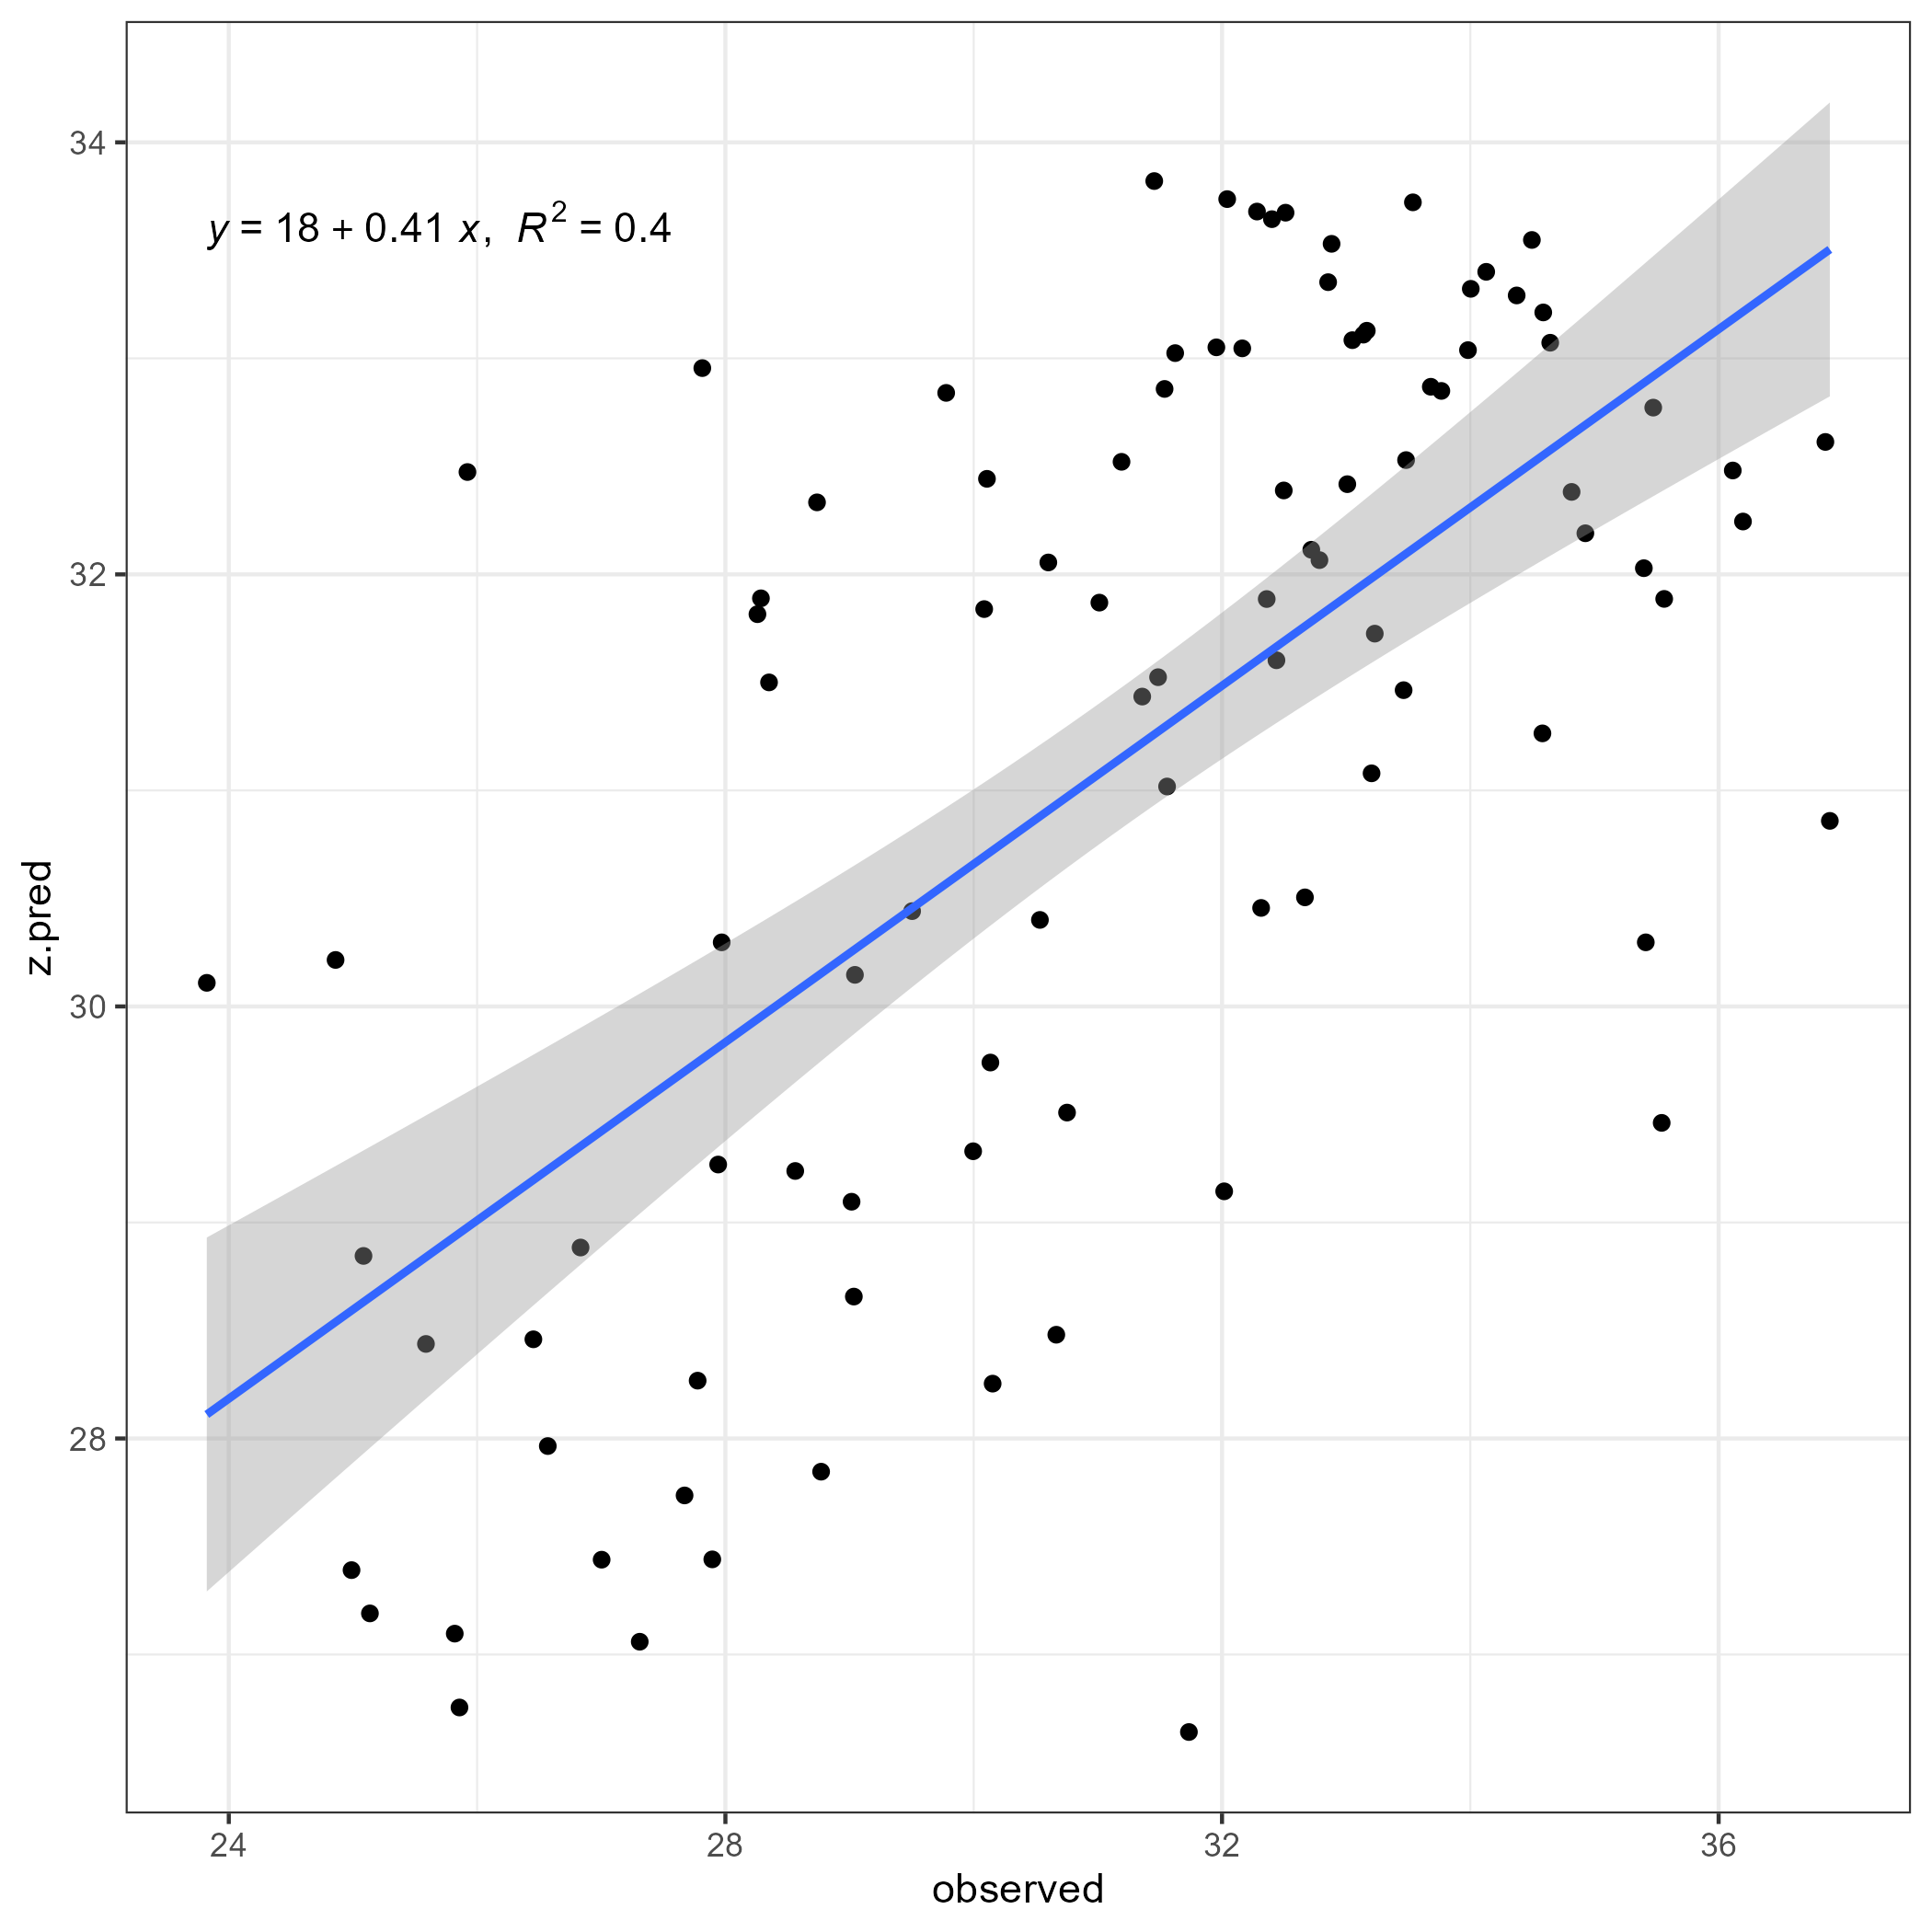 34
y = 18 + 0.41 x, R² = 0.4
32
z.pred
30
28
24 28 32 36
observed